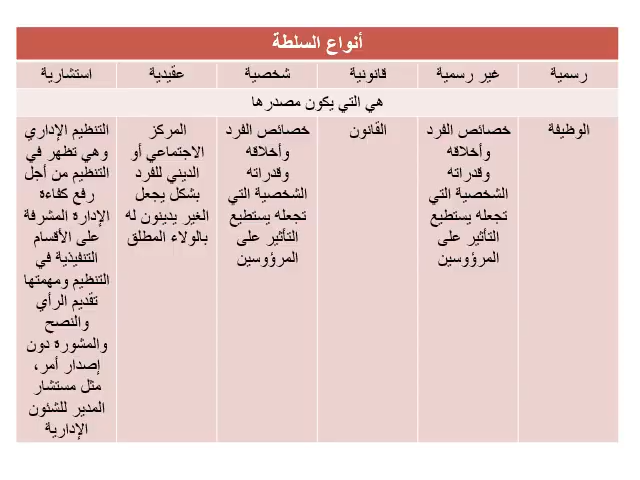 أنواع السلطة
رسمية
غير رسمية
قانونية
شخصية
عقيدية
استشارية
هي التي يكون مصدرها
الوظيفة
خصائص الفرد
وأخلاقه
وقدراته
الشخصية التي
تجعله يستطيع
التأثير على
المرؤوسين
القانون
خصائص الفرد
وأخلاقه
وقدراته
الشخصية التي
تجعله يستطيع
التأثير على
المرؤوسين
المركز
الاجتماعي أو
الديني للفرد
بشكل يجعل
الغير يدينون له
بالولاء المطلق
التنظيم الإداري
وهي تظهر في
التنظيم من أجل
رفع كفاءة
الإدارة المشرفة
على الأقسام
التنفيذية في
التنظيم ومهمتها
تقديم الرأي
والنصح
والمشورة دون
إصدار أمر،
مثل مستشار
المدير للشئون
الإدارية